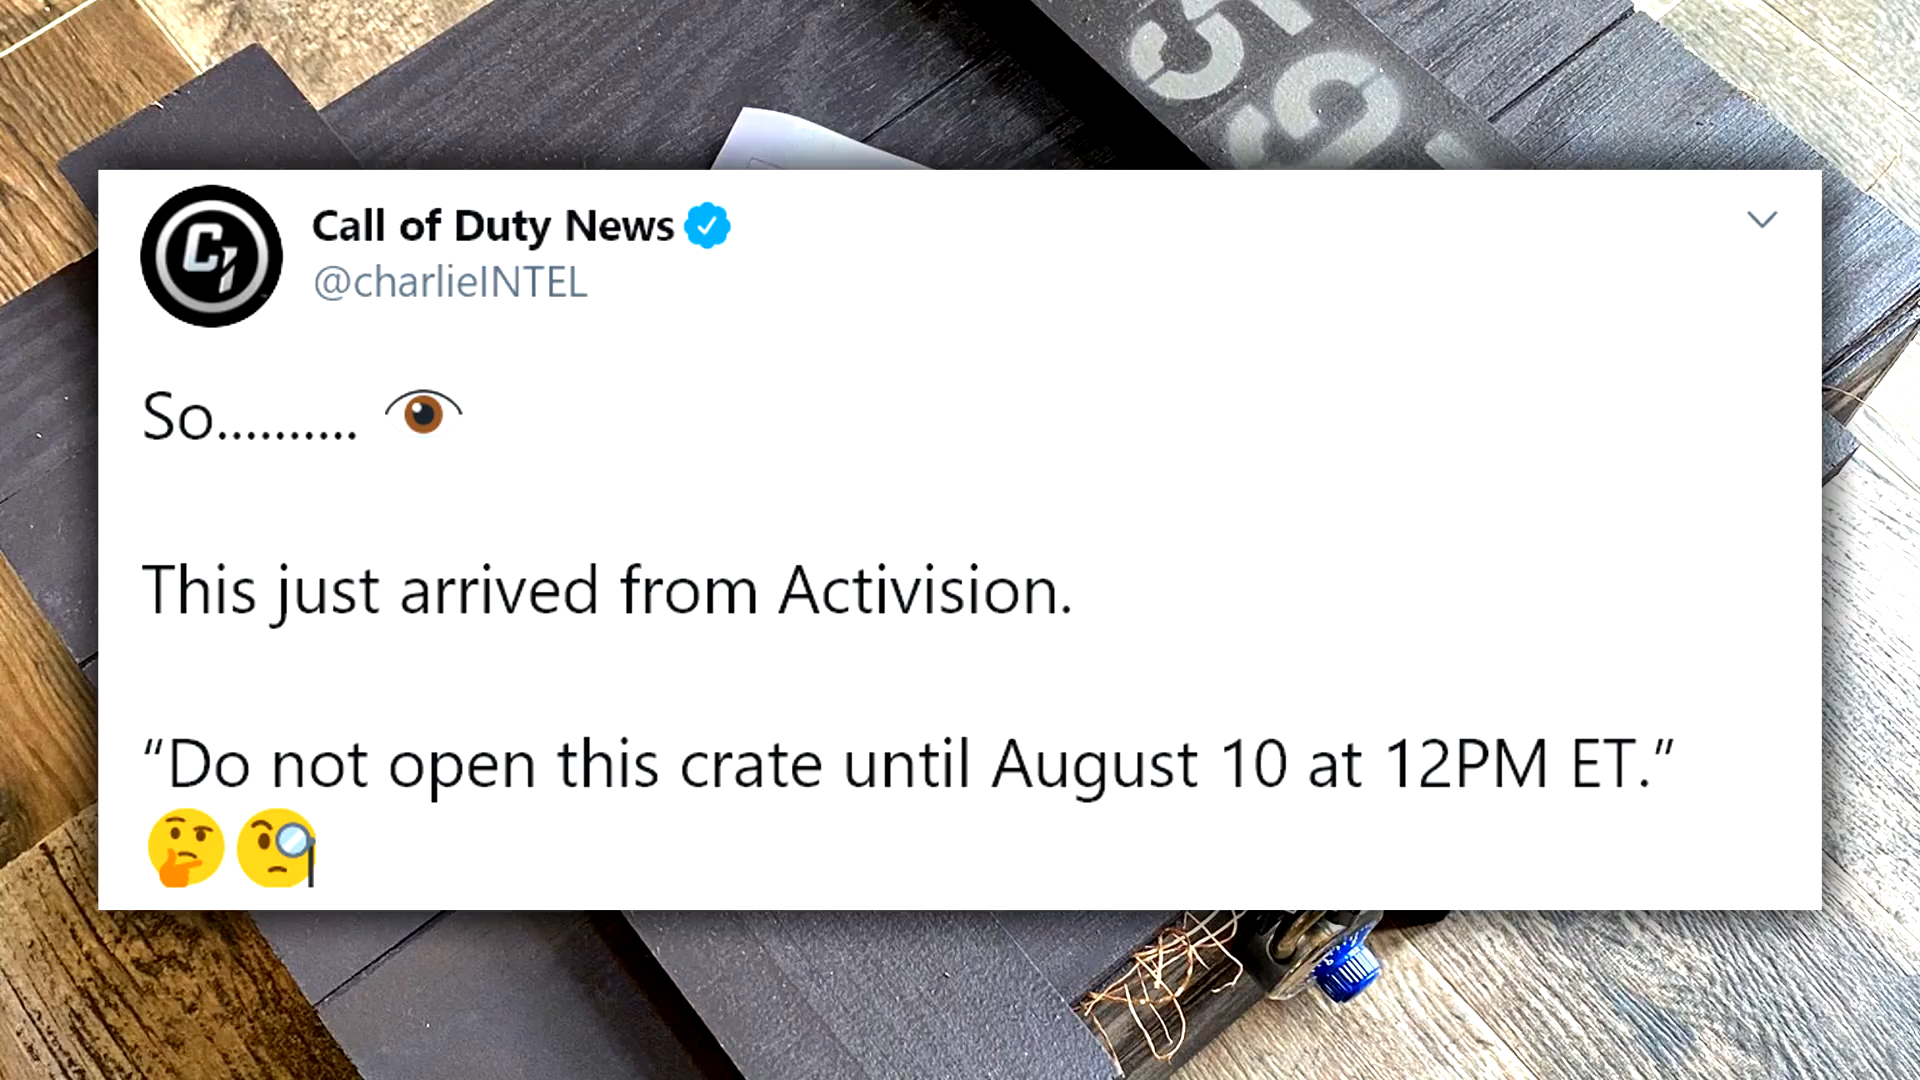 Call of Duty News
@charlieINTEL
So.......... 👁
This just arrived from Activision.
“Do not open this crate until August 10 at 12PM ET.”
🤔🧐